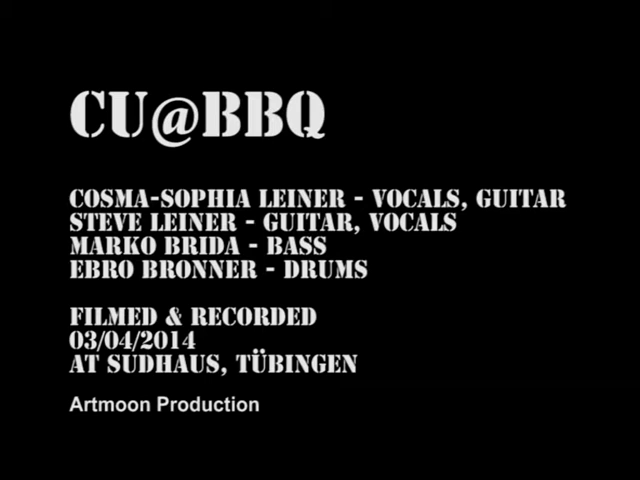 CU@BBQ
COSMA-SOPHIA LEINER - VOCALS, GUITAR
STEVE LEINER - GUITAR, VOCALS
MARKO BRIDA - BASS
EBRO BRONNER - DRUMS
FILMED & RECORDED
03/04/2014
AT SUDHAUS, TÜBINGEN
Artmoon Production